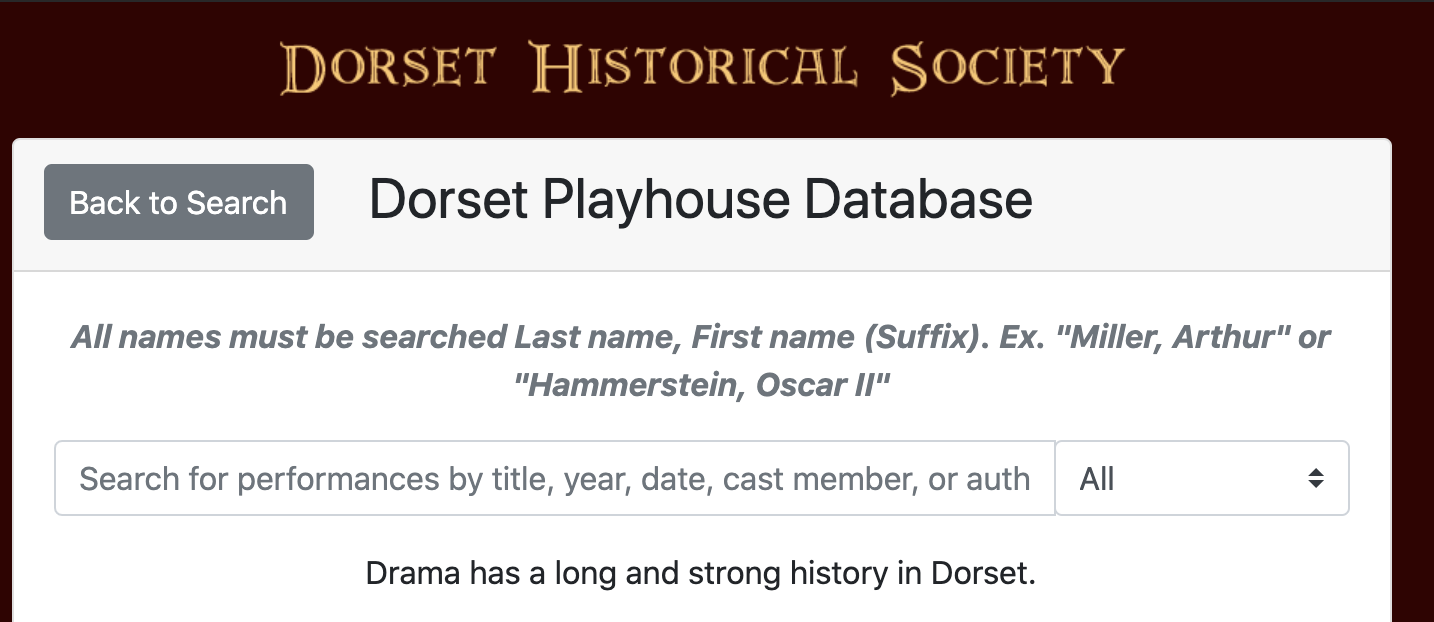 Dorset Historical Society
Back to Search
Dorset Playhouse Database
All names must be searched Last name, First name (Suffix). Ex. "Miller, Arthur" or
"Hammerstein, Oscar II"
Search for performances by title, year, date, cast member, or auth
All
Drama has a long and strong history in Dorset.